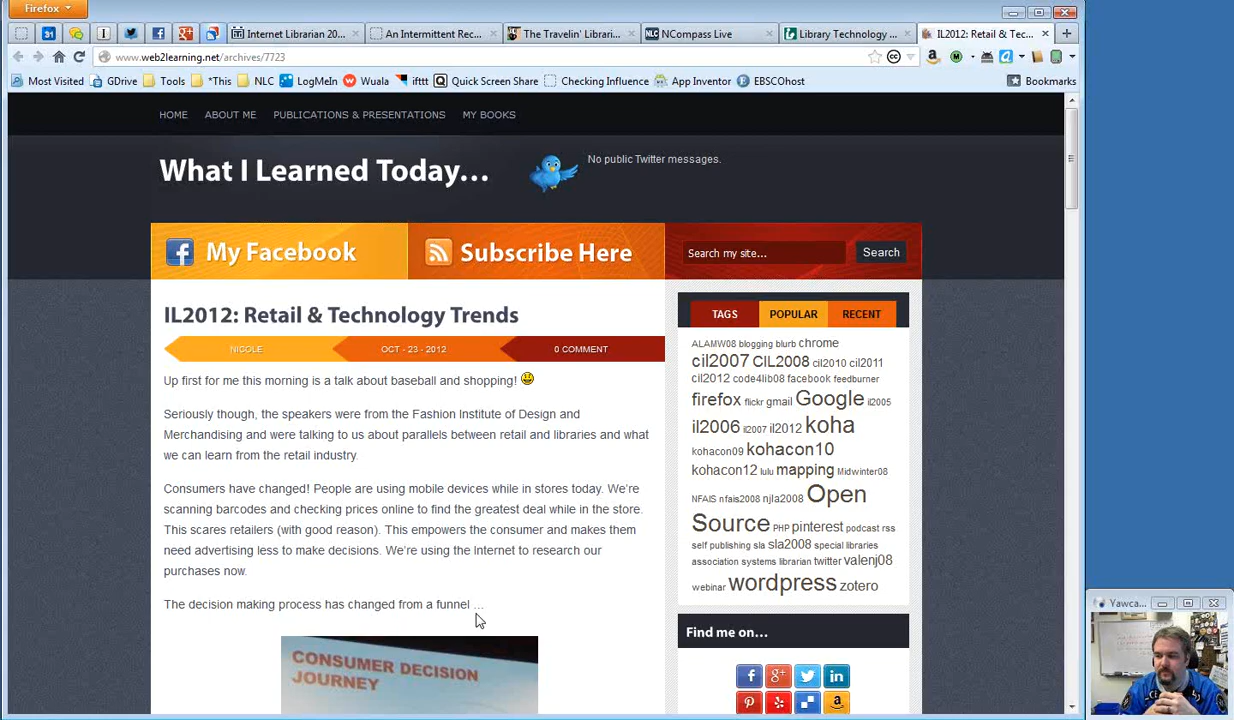 Firefox
Internet Librarian 20...
An Intermittent Rec...
The Travelin' Librari...
NLC NCompass Live
Library Technology ...
IL2012: Retail & Tec...
www.web2learning.net/archives/7723
Most Visited GDrive Tools *This NLC LogMeIn Wuala ifttt Quick Screen Share Checking Influence App Inventor EBSCOhost Bookmarks
HOME ABOUT ME PUBLICATIONS & PRESENTATIONS MY BOOKS
What I Learned Today...
No public Twitter messages.
My Facebook
Subscribe Here
Search my site...
Search
IL2012: Retail & Technology Trends
NICOLE OCT - 23 - 2012 0 COMMENT
Up first for me this morning is a talk about baseball and shopping!
Seriously though, the speakers were from the Fashion Institute of Design and
Merchandising and were talking to us about parallels between retail and libraries and what
we can learn from the retail industry.
Consumers have changed! People are using mobile devices while in stores today. We're
scanning barcodes and checking prices online to find the greatest deal while in the store.
This scares retailers (with good reason). This empowers the consumer and makes them
need advertising less to make decisions. We're using the Internet to research our
purchases now.
The decision making process has changed from a funnel ...
CONSUMER DECISION
JOURNEY
TAGS POPULAR RECENT
ALAMW08 blogging blurb chrome
cil2007 CIL2008 cil2010 cil2011
cil2012 code4lib08 facebook feedburner
firefox flickr gmail Google il2005
il2006 il2007 il2012 koha
kohacon09 kohacon10
kohacon12 lulu mapping Midwinter08
NFAIS nfais2008 njla2008 Open
Source PHP pinterest podcast rss
self publishing sla sla2008 special libraries
association systems librarian twitter valenj08
webinar wordpress zotero
Find me on...
Yawca...